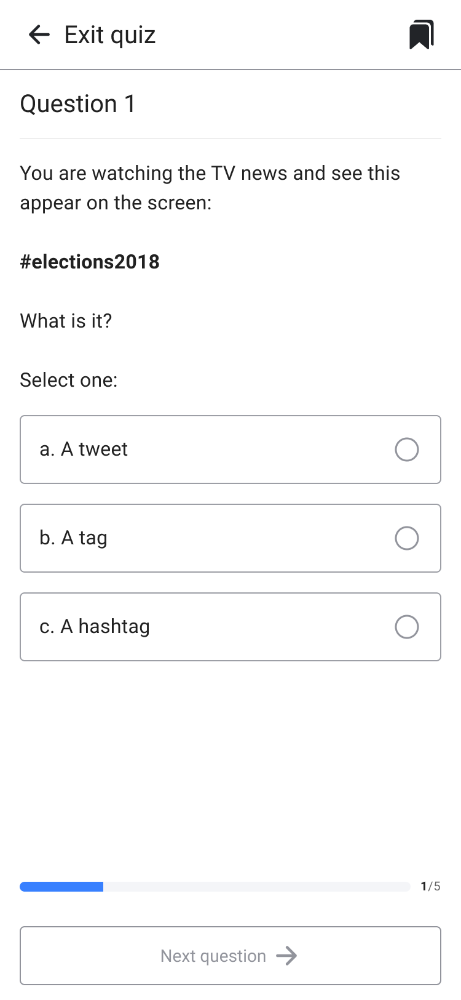 Exit quiz
Question 1
You are watching the TV news and see this
appear on the screen:
#elections2018
What is it?
Select one:
a. A tweet
b. A tag
c. A hashtag
1/5
Next question